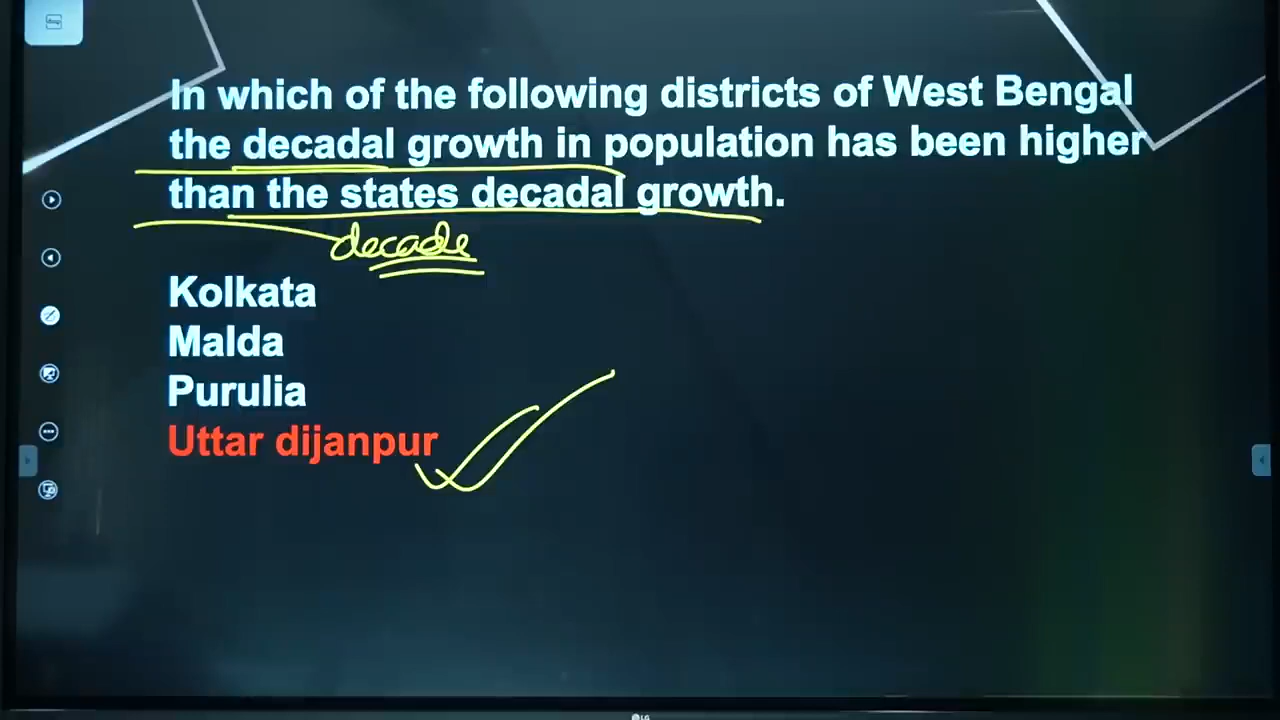 In which of the following districts of West Bengal
the decadal growth in population has been higher
than the states decadal growth.
decade
Kolkata
Malda
Purulia
Uttar dijanpur
LG